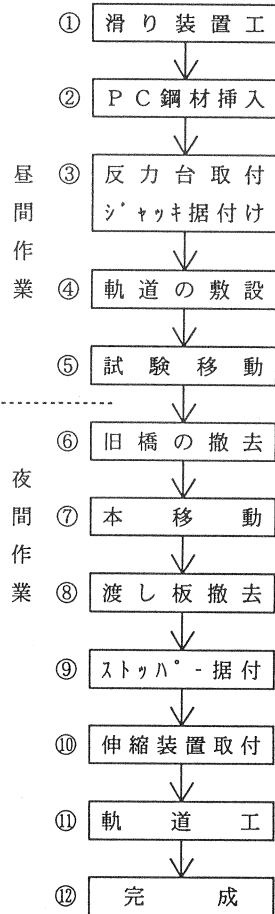 ① 滑り装置工
② PC鋼材挿入
③ 反力台取付
ジャッキ据付け
④ 軌道の敷設
⑤ 試験移動
昼間作業
⑥ 旧橋の撤去
⑦ 本移動
⑧ 渡し板撤去
⑨ ストッパ-据付
⑩ 伸縮装置取付
⑪ 軌道工
⑫ 完成
夜間作業